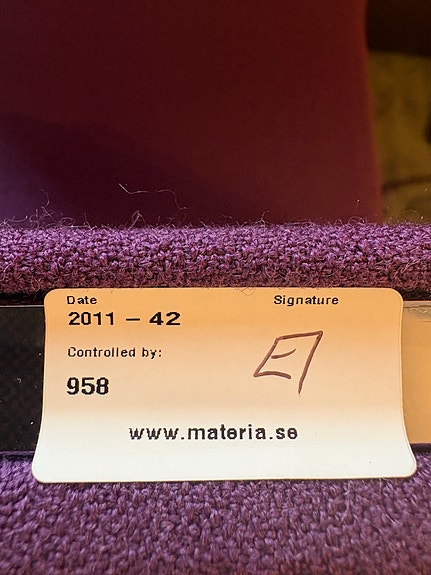 Date Signature
2011 – 42
Controlled by:
958
www.materia.se